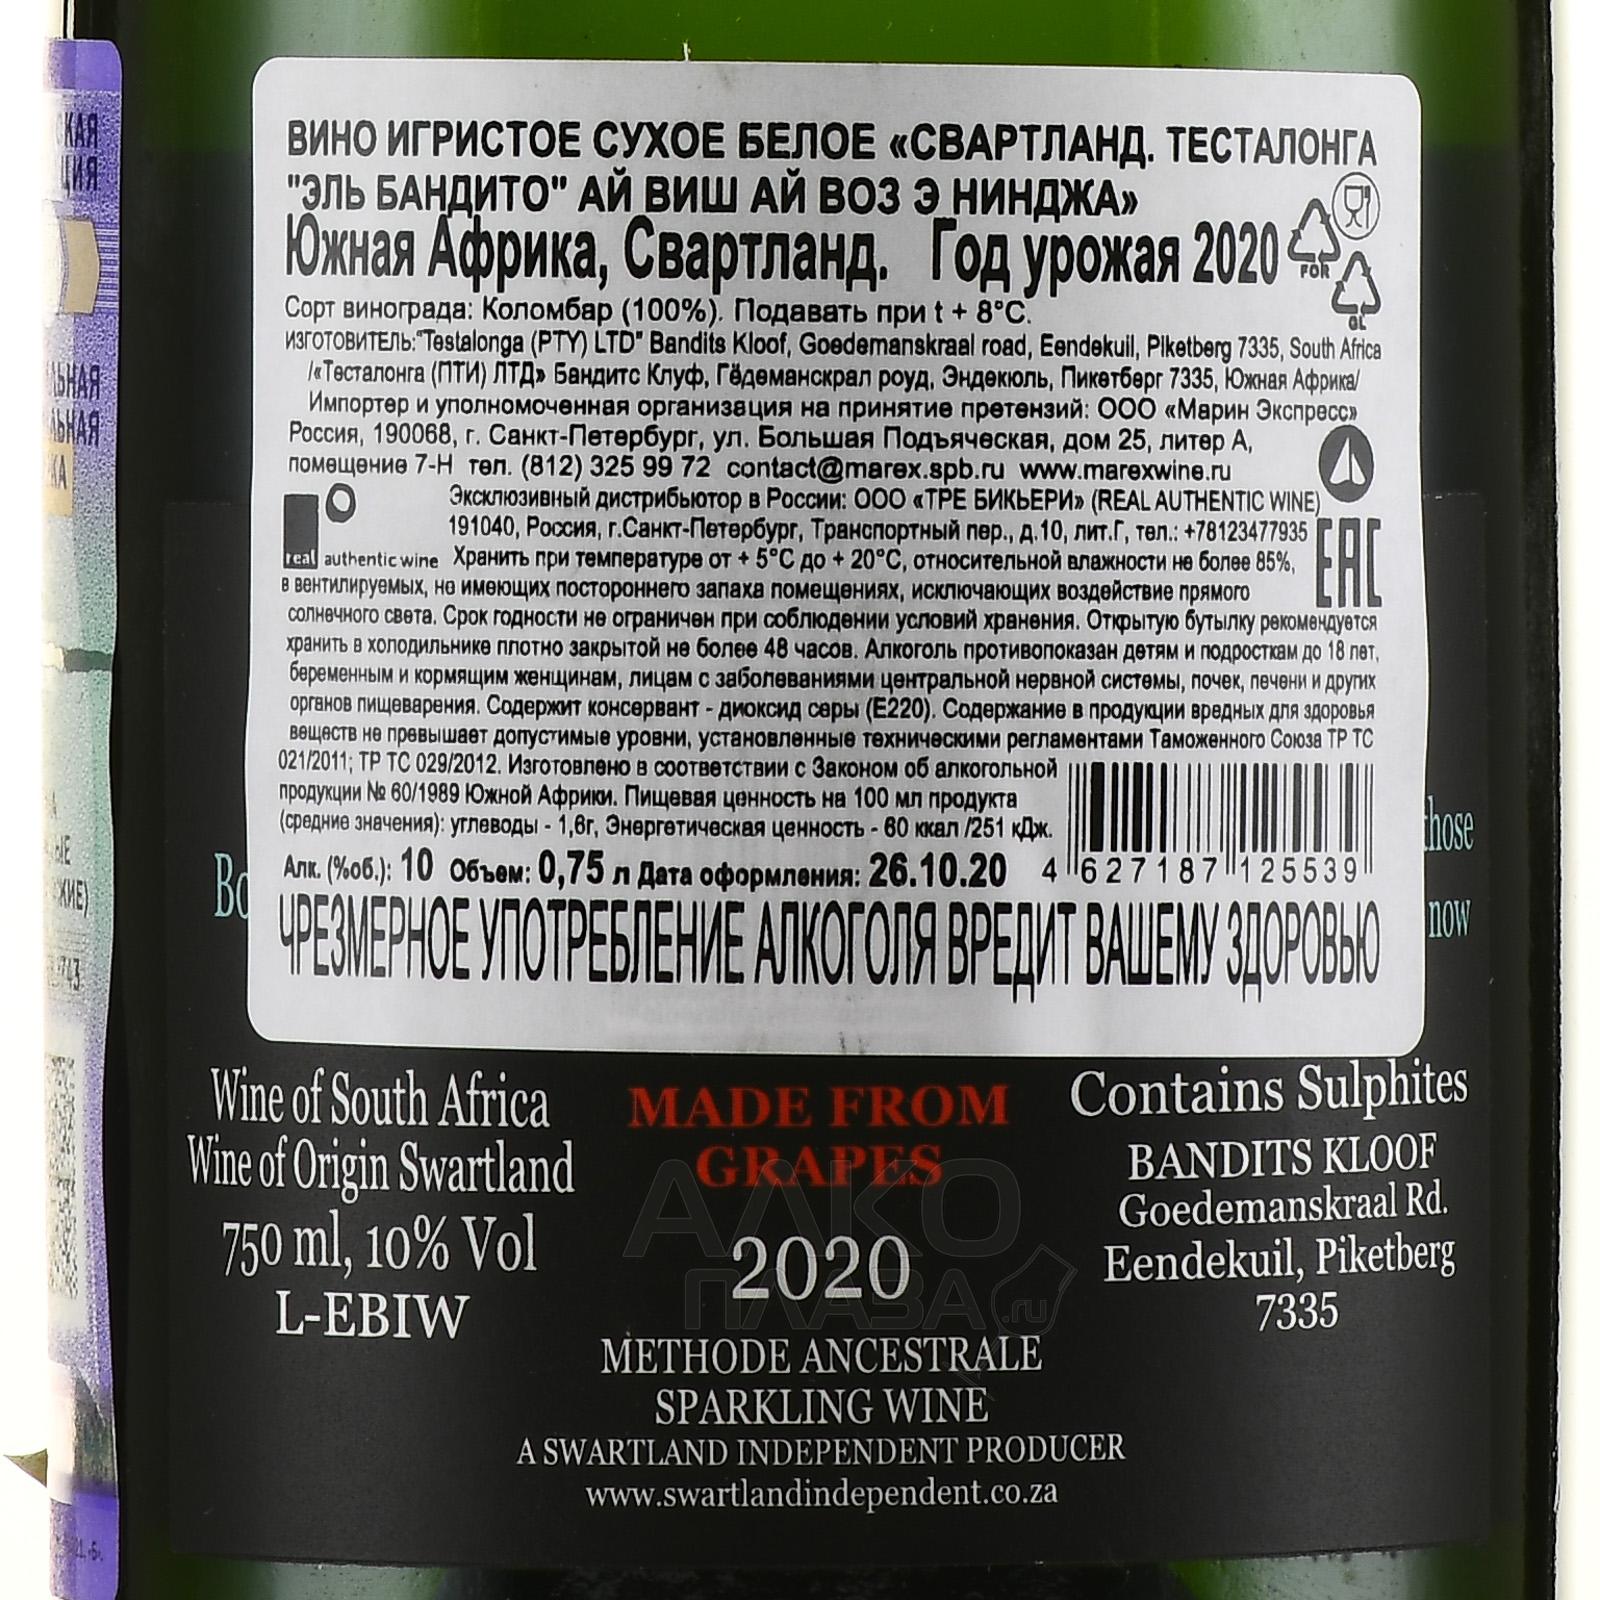 ВИНО ИГРИСТОЕ СУХОЕ БЕЛОЕ «СВАРТЛАНД. ТЕСТАЛОНГА
"ЭЛЬ БАНДИТО" АЙ ВИШ АЙ ВОЗ Э НИНДЖА»
Южная Африка, Свартланд. Год урожая 2020
FOR
GL
Сорт винограда: Коломбар (100%). Подавать при t + 8°С.
ИЗГОТОВИТЕЛЬ:"Testalonga (PTY) LTD" Bandits Kloof, Goedemanskraal road, Eendekuil, Piketberg 7335, South Africa
/«Тесталонга (ПТИ) ЛТД» Бандитс Клуф, Гёдеманскрал роуд, Эндекюль, Пикетберг 7335, Южная Африка/
Импортер и уполномоченная организация на принятие претензий: ООО «Марин Экспресс»
Россия, 190068, г. Санкт-Петербург, ул. Большая Подъяческая, дом 25, литер А,
помещение 7-Н тел. (812) 325 99 72 contact@marex.spb.ru www.marexwine.ru
Эксклюзивный дистрибьютор в России: ООО «ТРЕ БИКЬЕРИ» (REAL AUTHENTIC WINE)
191040, Россия, г.Санкт-Петербург, Транспортный пер., д.10, лит.Г, тел.: +78123477935
real authentic wine Хранить при температуре от + 5°С до + 20°С, относительной влажности не более 85%,
ЕАС
в вентилируемых, не имеющих постороннего запаха помещениях, исключающих воздействие прямого
солнечного света. Срок годности не ограничен при соблюдении условий хранения. Открытую бутылку рекомендуется
хранить в холодильнике плотно закрытой не более 48 часов. Алкоголь противопоказан детям и подросткам до 18 лет,
беременным и кормящим женщинам, лицам с заболеваниями центральной нервной системы, почек, печени и других
органов пищеварения. Содержит консервант - диоксид серы (Е220). Содержание в продукции вредных для здоровья
веществ не превышает допустимые уровни, установленные техническими регламентами Таможенного Союза ТР ТС
021/2011; ТР ТС 029/2012. Изготовлено в соответствии с Законом об алкогольной
продукции № 60/1989 Южной Африки. Пищевая ценность на 100 мл продукта
(средние значения): углеводы - 1,6г, Энергетическая ценность - 60 ккал /251 кДж.
Алк. (%об.): 10 Объем: 0,75 л Дата оформления: 26.10.20
4 627187 125539
ЧРЕЗМЕРНОЕ УПОТРЕБЛЕНИЕ АЛКОГОЛЯ ВРЕДИТ ВАШЕМУ ЗДОРОВЬЮ
now
Wine of South Africa
Wine of Origin Swartland
750 ml, 10% Vol
L-EBIW
MADE FROM
GRAPES
2020
METHODE ANCESTRALE
SPARKLING WINE
A SWARTLAND INDEPENDENT PRODUCER
www.swartlandindependent.co.za
Contains Sulphites
BANDITS KLOOF
Goedemanskraal Rd.
Eendekuil, Piketberg
7335
АЛКО
ПЛАЗА.ru